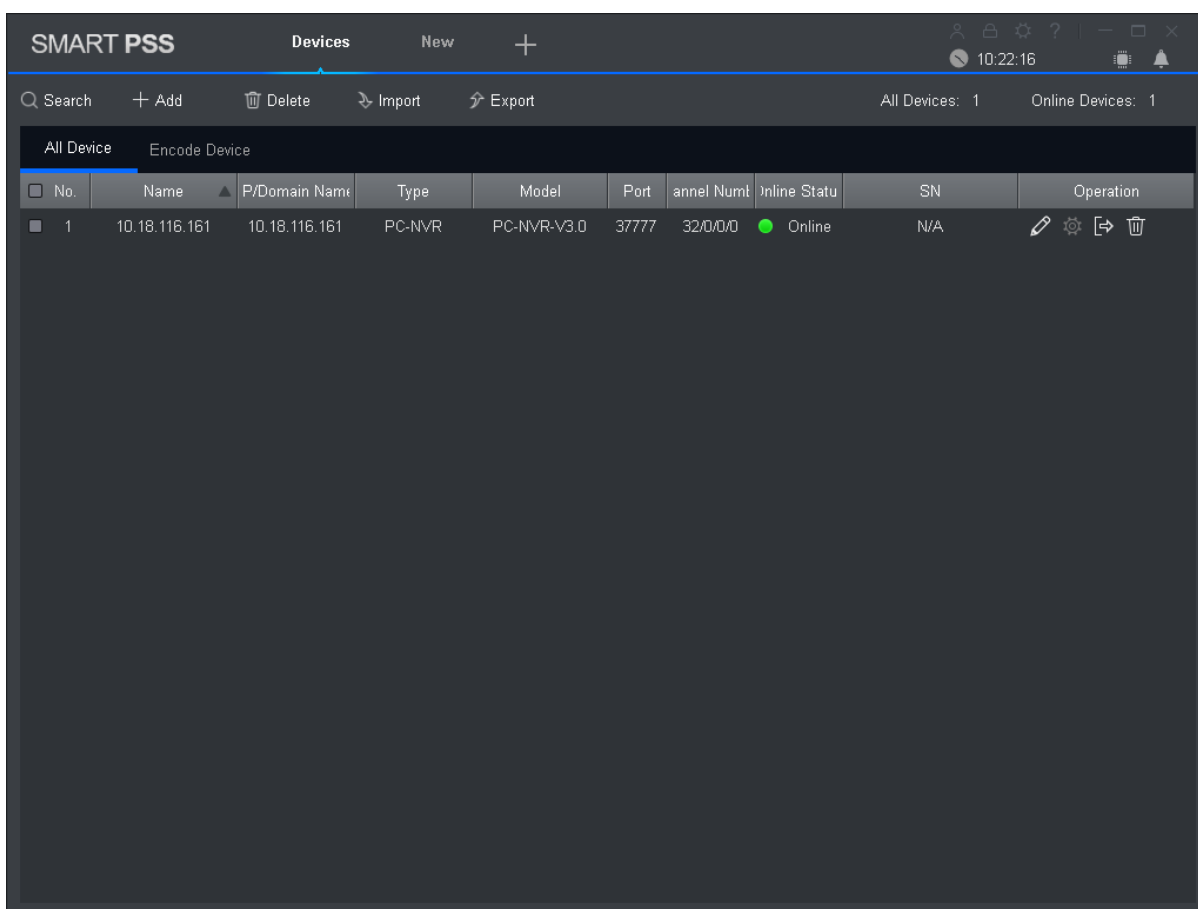 SMART PSS Devices New + ?
10:22:16
Search + Add Delete Import Export All Devices: 1 Online Devices: 1
All Device Encode Device
No. Name P/Domain Name Type Model Port annel Numb nline Statu SN Operation
1 10.18.116.161 10.18.116.161 PC-NVR PC-NVR-V3.0 37777 32/0/0/0 Online N/A